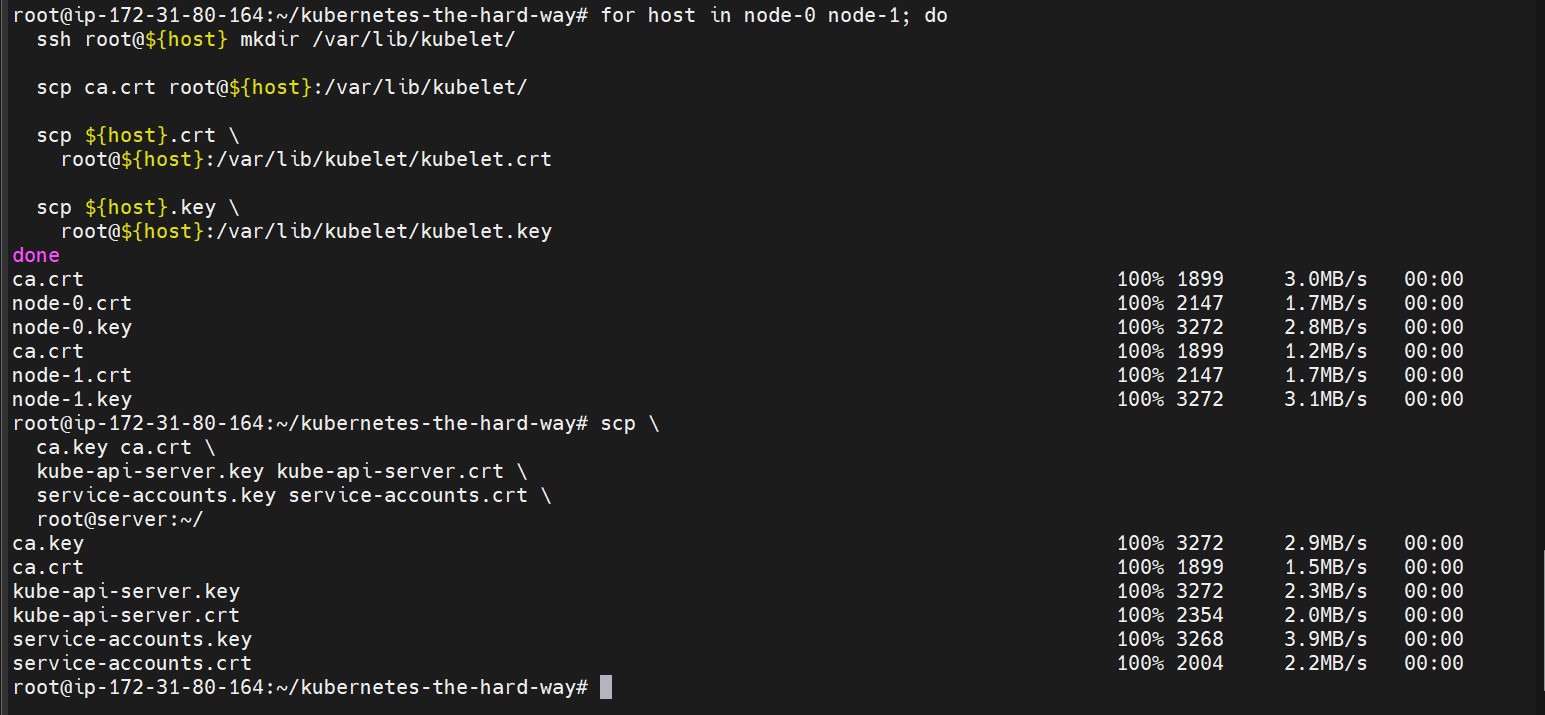 root@ip-172-31-80-164:~/kubernetes-the-hard-way# for host in node-0 node-1; do
  ssh root@${host} mkdir /var/lib/kubelet/

  scp ca.crt root@${host}:/var/lib/kubelet/

  scp ${host}.crt \
    root@${host}:/var/lib/kubelet/kubelet.crt

  scp ${host}.key \
    root@${host}:/var/lib/kubelet/kubelet.key
done
ca.crt 100% 1899 3.0MB/s 00:00
node-0.crt 100% 2147 1.7MB/s 00:00
node-0.key 100% 3272 2.8MB/s 00:00
ca.crt 100% 1899 1.2MB/s 00:00
node-1.crt 100% 2147 1.7MB/s 00:00
node-1.key 100% 3272 3.1MB/s 00:00
root@ip-172-31-80-164:~/kubernetes-the-hard-way# scp \
  ca.key ca.crt \
  kube-api-server.key kube-api-server.crt \
  service-accounts.key service-accounts.crt \
  root@server:~/
ca.key 100% 3272 2.9MB/s 00:00
ca.crt 100% 1899 1.5MB/s 00:00
kube-api-server.key 100% 3272 2.3MB/s 00:00
kube-api-server.crt 100% 2354 2.0MB/s 00:00
service-accounts.key 100% 3268 3.9MB/s 00:00
service-accounts.crt 100% 2004 2.2MB/s 00:00
root@ip-172-31-80-164:~/kubernetes-the-hard-way#